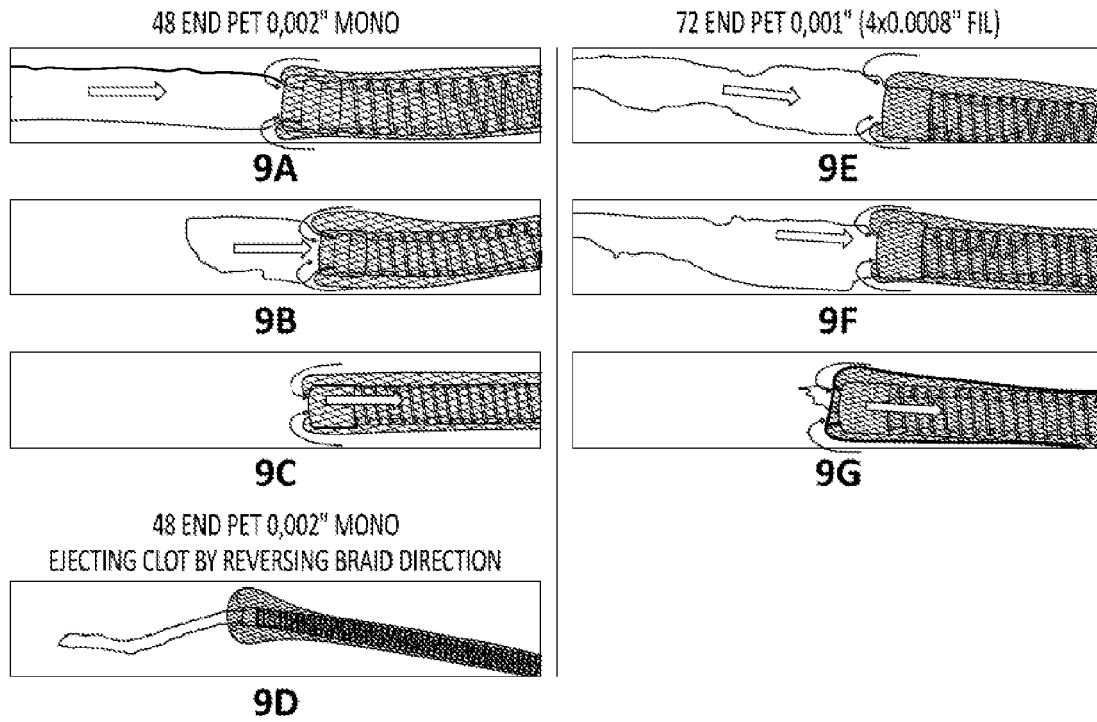 48 END PET 0,002" MONO
9A
9B
9C
48 END PET 0,002" MONO
EJECTING CLOT BY REVERSING BRAID DIRECTION
9D
72 END PET 0,001" (4x0.0008" FIL)
9E
9F
9G